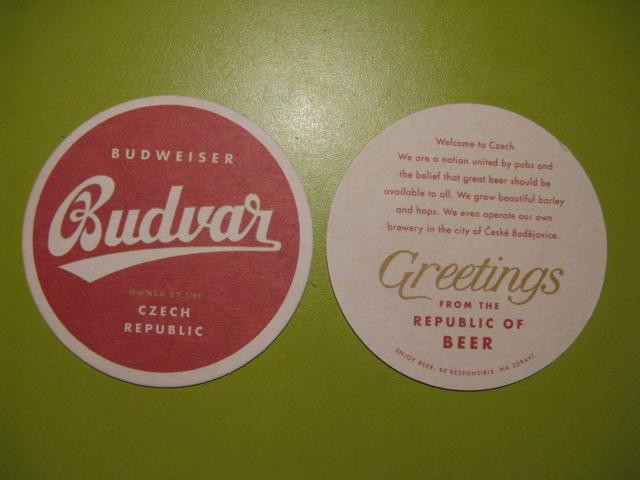 BUDWEISER
Budvar
OWNED BY THE
CZECH
REPUBLIC
Welcome to Czech.
We are a nation united by pubs and
the belief that great beer should be
available to all. We grow beautiful barley
and hops. We even operate our own
brewery in the city of České Budějovice.
Greetings
FROM THE
REPUBLIC OF
BEER
ENJOY BEER. BE RESPONSIBLE. NA ZDRAVÍ.